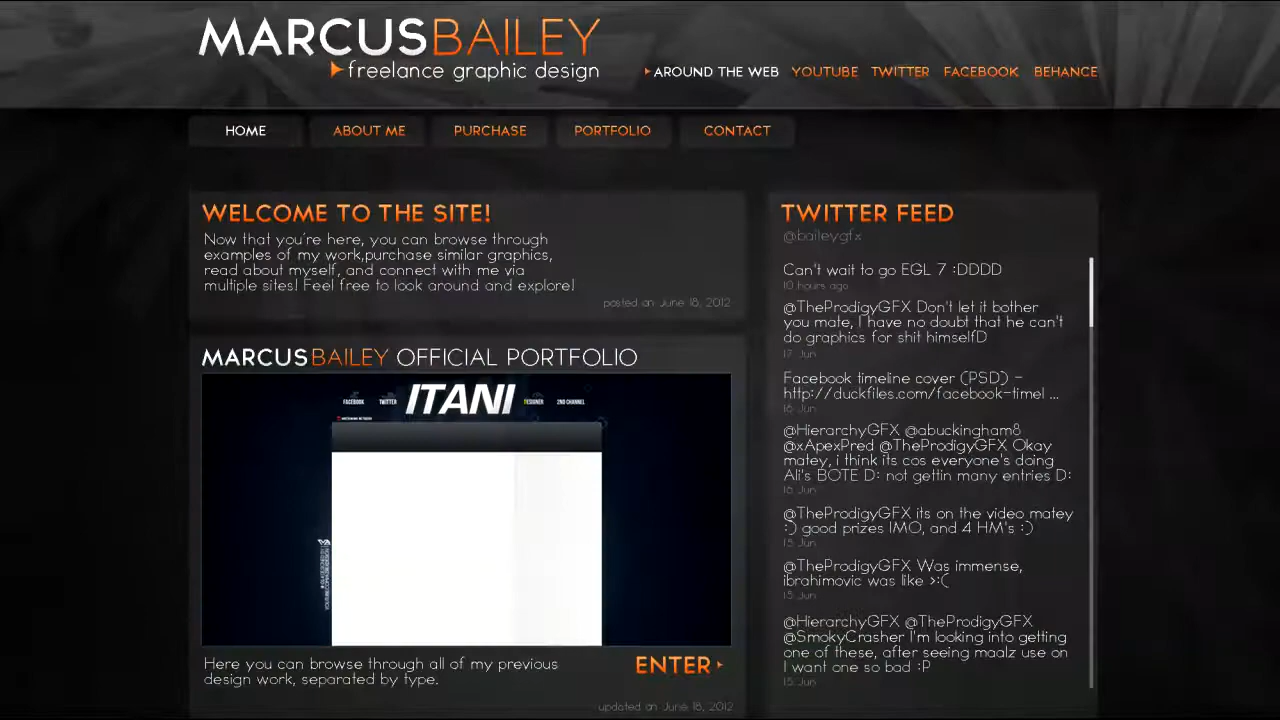 MARCUSBAILEY
freelance graphic design
AROUND THE WEB YOUTUBE TWITTER FACEBOOK BEHANCE
HOME ABOUT ME PURCHASE PORTFOLIO CONTACT
WELCOME TO THE SITE!
Now that you're here, you can browse through
examples of my work,purchase similar graphics,
read about myself, and connect with me via
multiple sites! Feel free to look around and explore!
posted on June 18, 2012
MARCUSBAILEY OFFICIAL PORTFOLIO
FACEBOOK TWITTER ITANI DESIGNER 2ND CHANNEL
Here you can browse through all of my previous
design work, separated by type.
ENTER
updated on June 18, 2012
TWITTER FEED
@baileygfx
Can't wait to go EGL 7 :DDDD
10 hours ago
@TheProdigyGFX Don't let it bother
you mate, I have no doubt that he can't
do graphics for shit himselfD
17 Jun
Facebook timeline cover (PSD) -
http://duckfiles.com/facebook-timel ...
16 Jun
@HierarchyGFX @abuckingham8
@xApexPred @TheProdigyGFX Okay
matey, i think its cos everyone's doing
Ali's BOTE D: not gettin many entries D:
16 Jun
@TheProdigyGFX its on the video matey
:) good prizes IMO, and 4 HM's :)
15 Jun
@TheProdigyGFX Was immense,
ibrahimovic was like >:(
15 Jun
@HierarchyGFX @TheProdigyGFX
@SmokyCrasher I'm looking into getting
one of these, after seeing maalz use on
I want one so bad :P
15 Jun